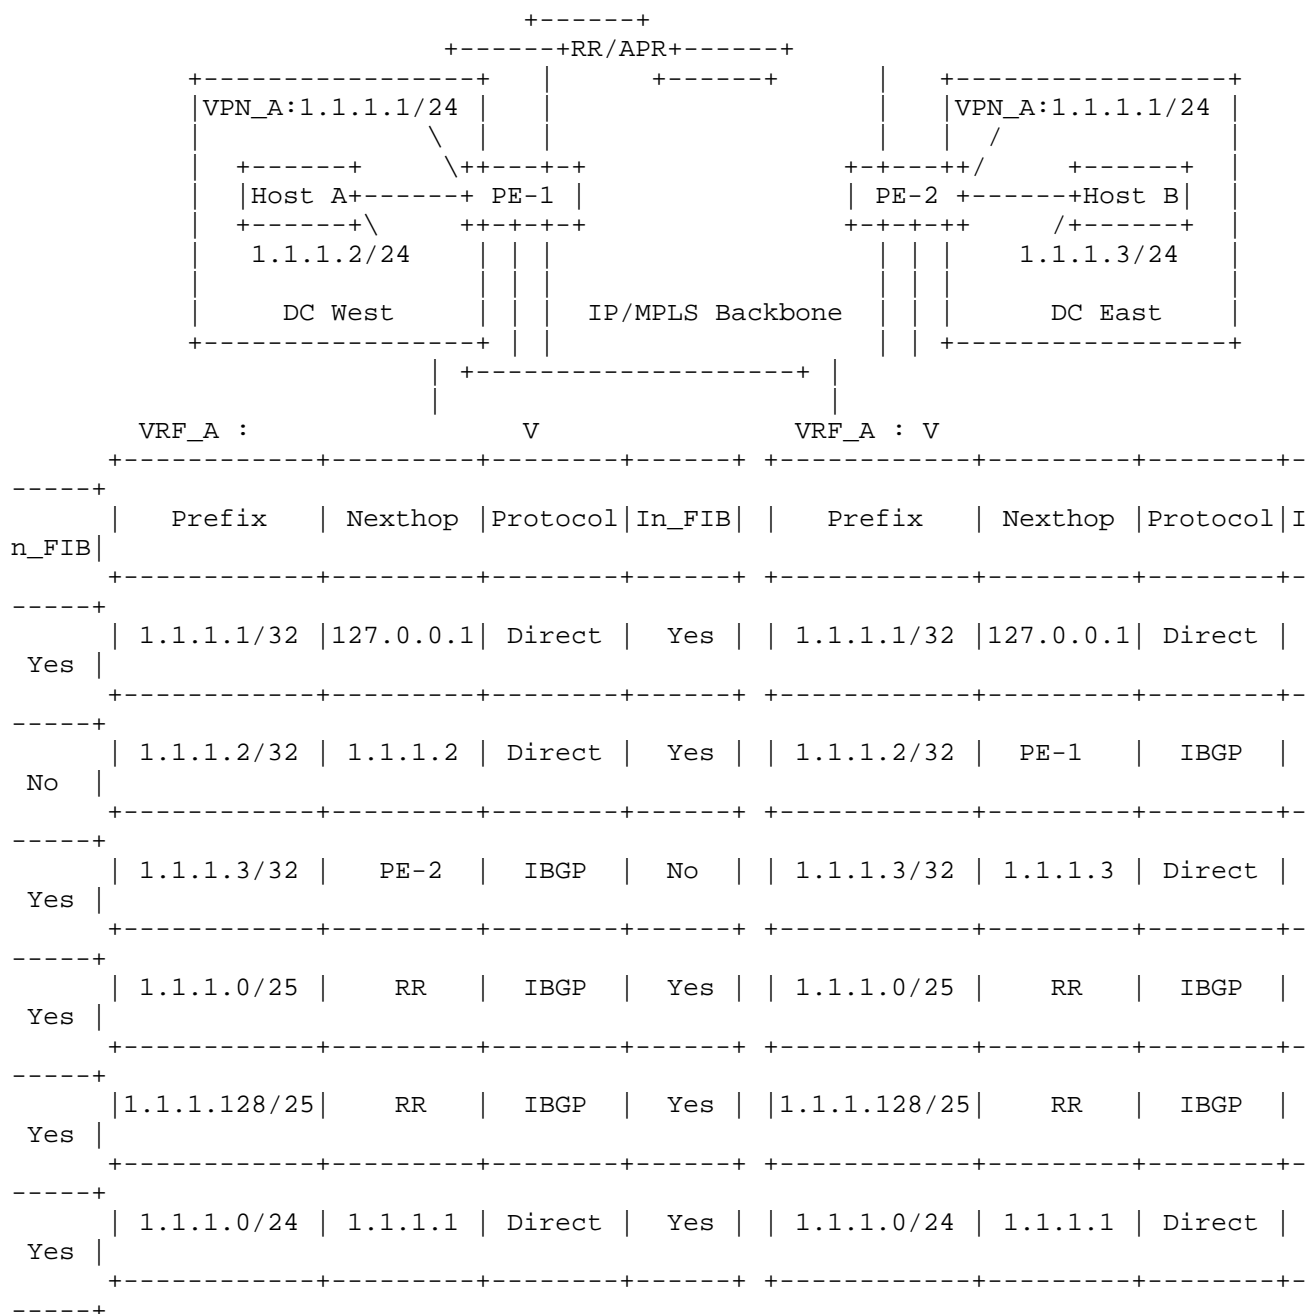 +------+
+------+RR/APR+------+
+-----------------+   |      +------+      |   +-----------------+
|VPN_A:1.1.1.1/24 |   |                    |   |VPN_A:1.1.1.1/24 |
|              \  |   |                    |   |  /              |
|  +------+     \++---+-+                +-+---++/     +------+  |
|  |Host A+------+ PE-1 |                | PE-2 +------+Host B|  |
|  +------+\     ++-+-+-+                +-+-+-++     /+------+  |
|   1.1.1.2/24    | | |                    | | |    1.1.1.3/24   |
|                 | | |                    | | |                 |
|     DC West     | | |  IP/MPLS Backbone  | | |      DC East    |
+-----------------+ | |                    | | +-----------------+
| +--------------------+ |
|                        |
VRF_A :                 V                VRF_A : V
+------------+---------+--------+------+ +------------+---------+--------+-
-----+
|   Prefix   | Nexthop |Protocol|In_FIB| |   Prefix   | Nexthop |Protocol|I
n_FIB|
+------------+---------+--------+------+ +------------+---------+--------+-
-----+
| 1.1.1.1/32 |127.0.0.1| Direct |  Yes | | 1.1.1.1/32 |127.0.0.1| Direct |
Yes |
+------------+---------+--------+------+ +------------+---------+--------+-
-----+
| 1.1.1.2/32 | 1.1.1.2 | Direct |  Yes | | 1.1.1.2/32 |  PE-1   |  IBGP  |
No  |
+------------+---------+--------+------+ +------------+---------+--------+-
-----+
| 1.1.1.3/32 |   PE-2  |  IBGP  |  No  | | 1.1.1.3/32 | 1.1.1.3 | Direct |
Yes |
+------------+---------+--------+------+ +------------+---------+--------+-
-----+
| 1.1.1.0/25 |    RR   |  IBGP  |  Yes | | 1.1.1.0/25 |    RR   |  IBGP  |
Yes |
+------------+---------+--------+------+ +------------+---------+--------+-
-----+
|1.1.1.128/25|    RR   |  IBGP  |  Yes | |1.1.1.128/25|    RR   |  IBGP  |
Yes |
+------------+---------+--------+------+ +------------+---------+--------+-
-----+
| 1.1.1.0/24 | 1.1.1.1 | Direct |  Yes | | 1.1.1.0/24 | 1.1.1.1 | Direct |
Yes |
+------------+---------+--------+------+ +------------+---------+--------+-
-----+